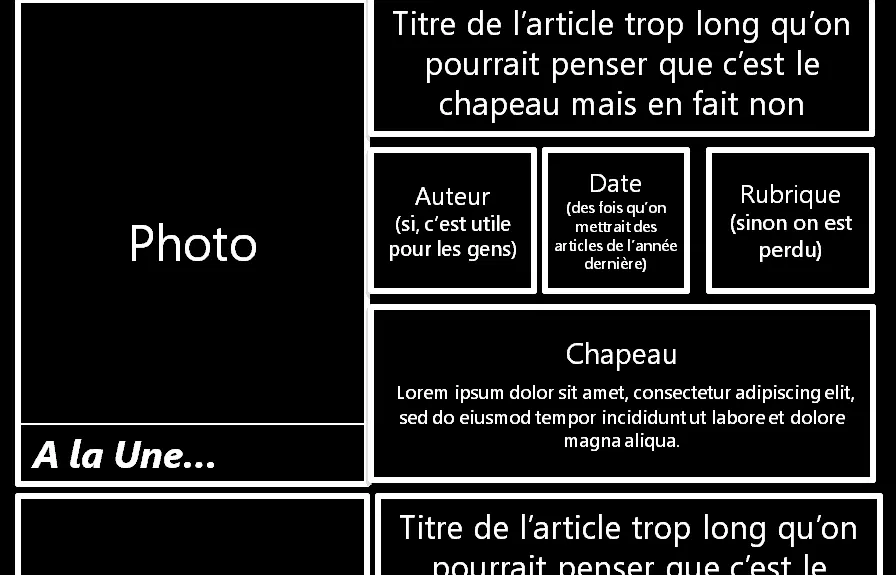 Titre de l’article trop long qu’on
pourrait penser que c’est le
chapeau mais en fait non
Photo
A la Une...
Auteur
(si, c’est utile
pour les gens)
Date
(des fois qu’on
mettrait des
articles de l’année
dernière)
Rubrique
(sinon on est
perdu)
Chapeau
Lorem ipsum dolor sit amet, consectetur adipiscing elit,
sed do eiusmod tempor incididunt ut labore et dolore
magna aliqua.
Titre de l’article trop long qu’on
pourrait penser que c’est le